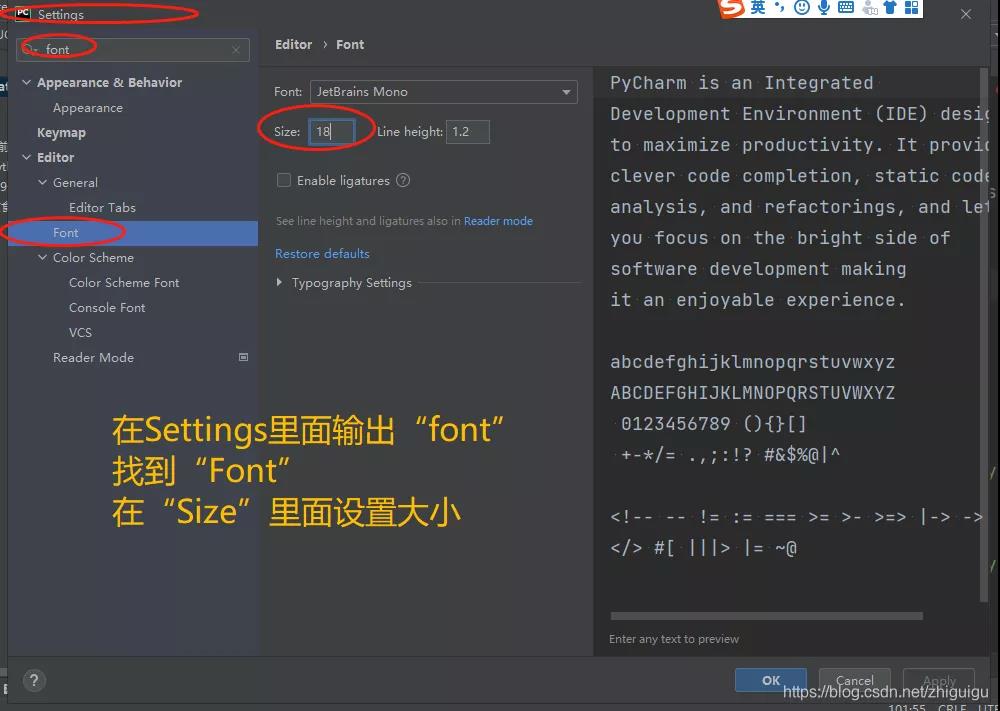 Settings
英
font
Editor › Font
Appearance & Behavior
Appearance
Keymap
Editor
General
Editor Tabs
Font
Color Scheme
Color Scheme Font
Console Font
VCS
Reader Mode
Font: JetBrains Mono
Size: 18 Line height: 1.2
Enable ligatures ?
See line height and ligatures also in Reader mode
Restore defaults
Typography Settings
PyCharm is an Integrated
Development Environment (IDE) desig
to maximize productivity. It provid
clever code completion, static code
analysis, and refactorings, and let
you focus on the bright side of
software development making
it an enjoyable experience.
abcdefghijklmnopqrstuvwxyz
ABCDEFGHIJKLMNOPQRSTUVWXYZ
0123456789 (){}[]
+-*/= .,;:!? #&$%@|^
<!-- -- != := === >= >- >=> |-> ->
</> #[ |||> |= ~@
Enter any text to preview
在Settings里面输出“font”
找到“Font”
在“Size”里面设置大小
?
OK
Cancel
Apply
https://blog.csdn.net/zhiguigu
101:55 CRLF UTF